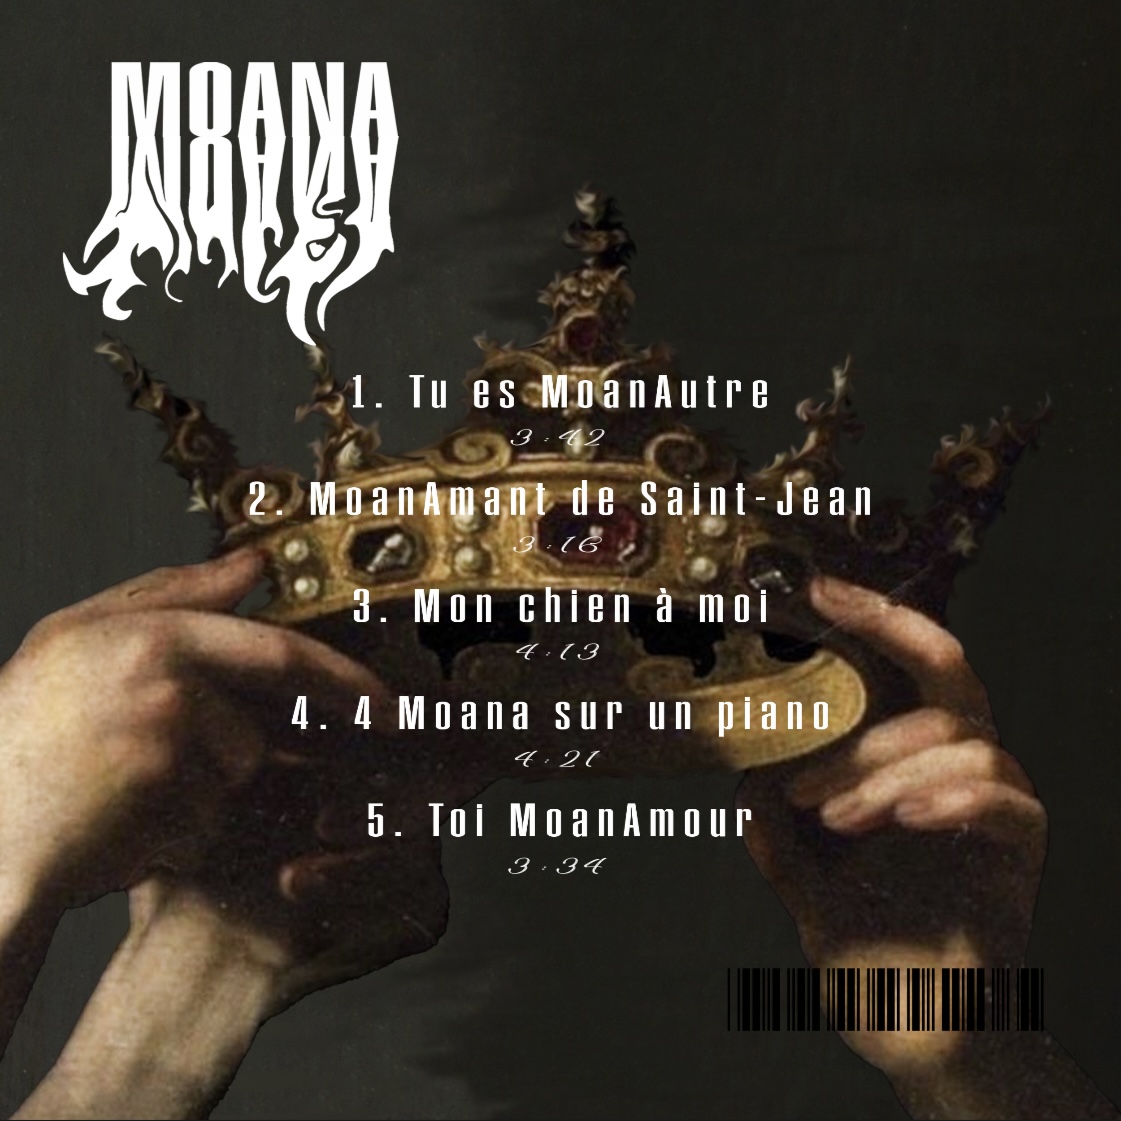 MOANA
1. Tu es MoanAutre
3:42
2. MoanAmant de Saint-Jean
3:16
3. Mon chien à moi
4:13
4. 4 Moana sur un piano
4:21
5. Toi MoanAmour
3:34